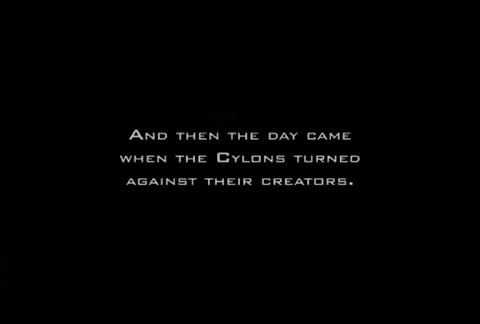 And then the day came
when the Cylons turned
against their creators.